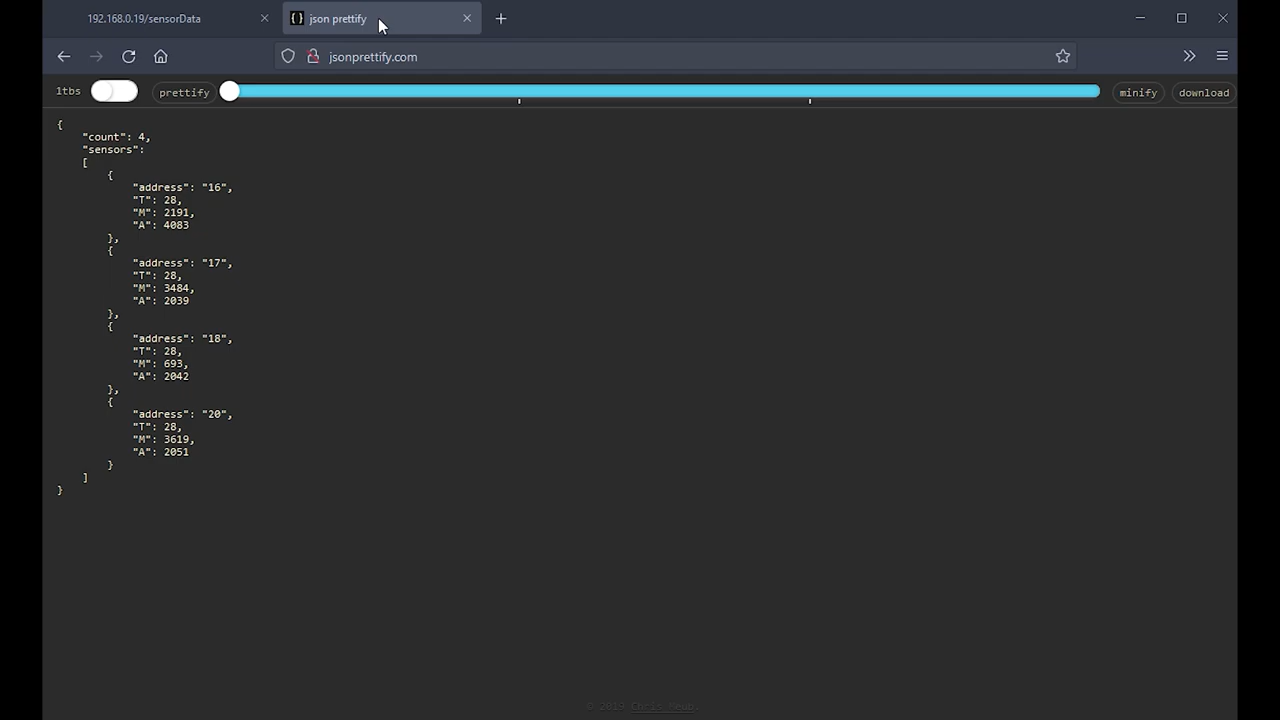 192.168.0.19/sensorData
{ } json prettify
jsonprettify.com
1tbs prettify minify download
{
    "count": 4,
    "sensors":
    [
        {
            "address": "16",
            "T": 28,
            "M": 2191,
            "A": 4083
        },
        {
            "address": "17",
            "T": 28,
            "M": 3484,
            "A": 2039
        },
        {
            "address": "18",
            "T": 28,
            "M": 693,
            "A": 2042
        },
        {
            "address": "20",
            "T": 28,
            "M": 3619,
            "A": 2051
        }
    ]
}
© 2019 Chris